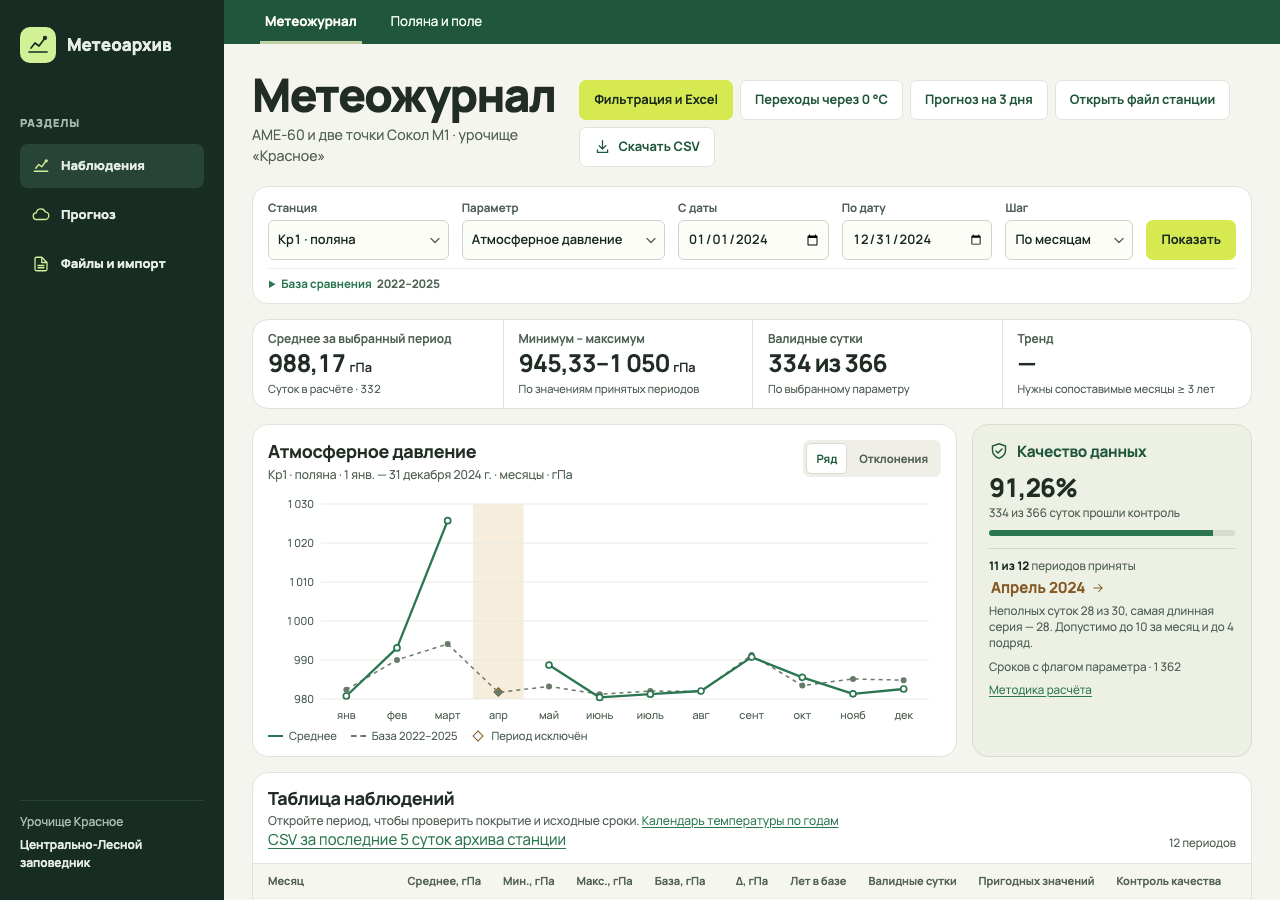 Метеоархив
РАЗДЕЛЫ
Наблюдения
Прогноз
Файлы и импорт
Урочище Красное
Центрально-Лесной
заповедник
Метеожурнал
Поляна и поле
Метеожурнал
АМЕ-60 и две точки Сокол М1 · урочище
«Красное»
Фильтрация и Excel
Переходы через 0 °C
Прогноз на 3 дня
Открыть файл станции
Скачать CSV
Станция
Параметр
С даты
По дату
Шаг
Кр1 · поляна
Атмосферное давление
01/01/2024
12/31/2024
По месяцам
Показать
База сравнения 2022–2025
Среднее за выбранный период
988,17 гПа
Суток в расчёте · 332
Минимум – максимум
945,33–1 050 гПа
По значениям принятых периодов
Валидные сутки
334 из 366
По выбранному параметру
Тренд
—
Нужны сопоставимые месяцы ≥ 3 лет
Атмосферное давление
Кр1 · поляна · 1 янв. — 31 декабря 2024 г. · месяцы · гПа
Ряд
Отклонения
1 030
1 020
1 010
1 000
990
980
янв фев март апр май июнь июль авг сент окт нояб дек
Среднее
База 2022–2025
Период исключён
Качество данных
91,26%
334 из 366 суток прошли контроль
11 из 12 периодов приняты
Апрель 2024 →
Неполных суток 28 из 30, самая длинная
серия — 28. Допустимо до 10 за месяц и до 4
подряд.
Сроков с флагом параметра · 1 362
Методика расчёта
Таблица наблюдений
Откройте период, чтобы проверить покрытие и исходные сроки. Календарь температуры по годам
CSV за последние 5 суток архива станции
12 периодов
Месяц Среднее, гПа Мин., гПа Макс., гПа База, гПа Δ, гПа Лет в базе Валидные сутки Пригодных значений Контроль качества